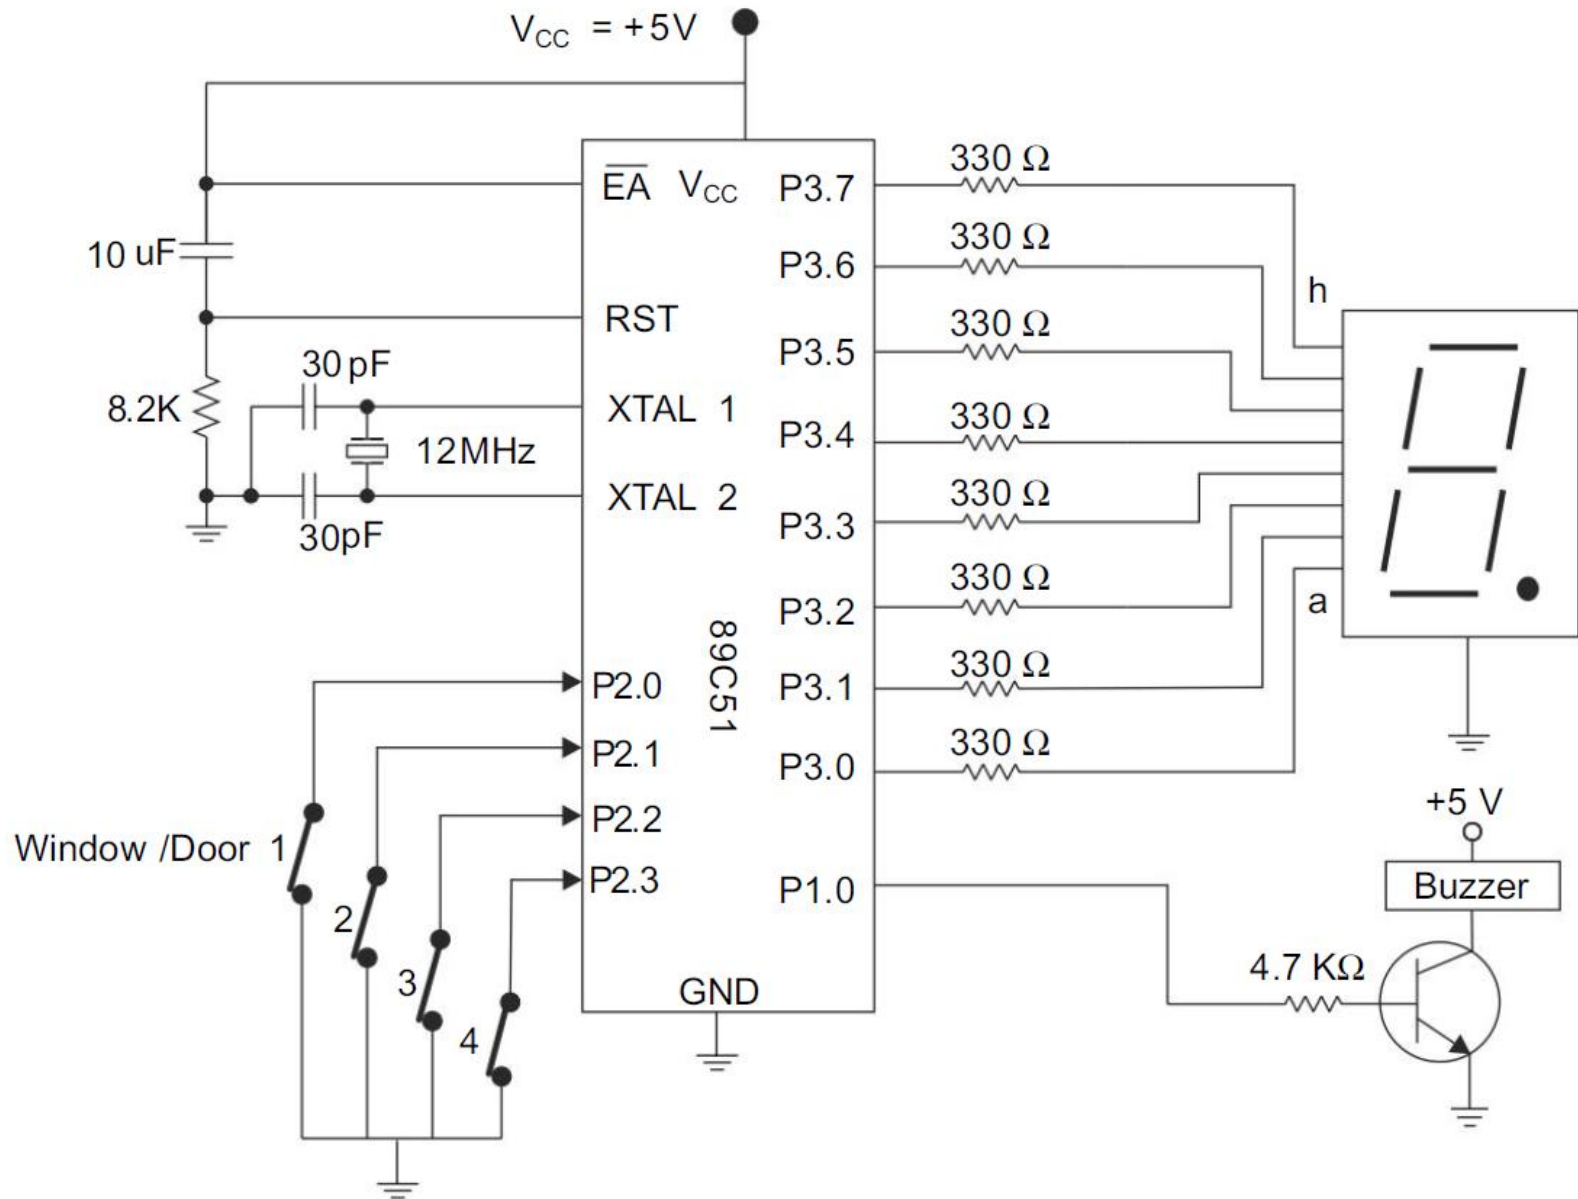 V_CC = +5V
EA V_CC
P3.7
330 Ω
10 uF
P3.6
330 Ω
h
RST
P3.5
330 Ω
30 pF
8.2K
XTAL 1
12MHz
P3.4
330 Ω
XTAL 2
30pF
P3.3
330 Ω
P3.2
330 Ω
a
89C51
P2.0
P3.1
330 Ω
P2.1
P3.0
330 Ω
+5 V
P2.2
Window /Door 1
P2.3
P1.0
Buzzer
2
3
4
GND
4.7 KΩ